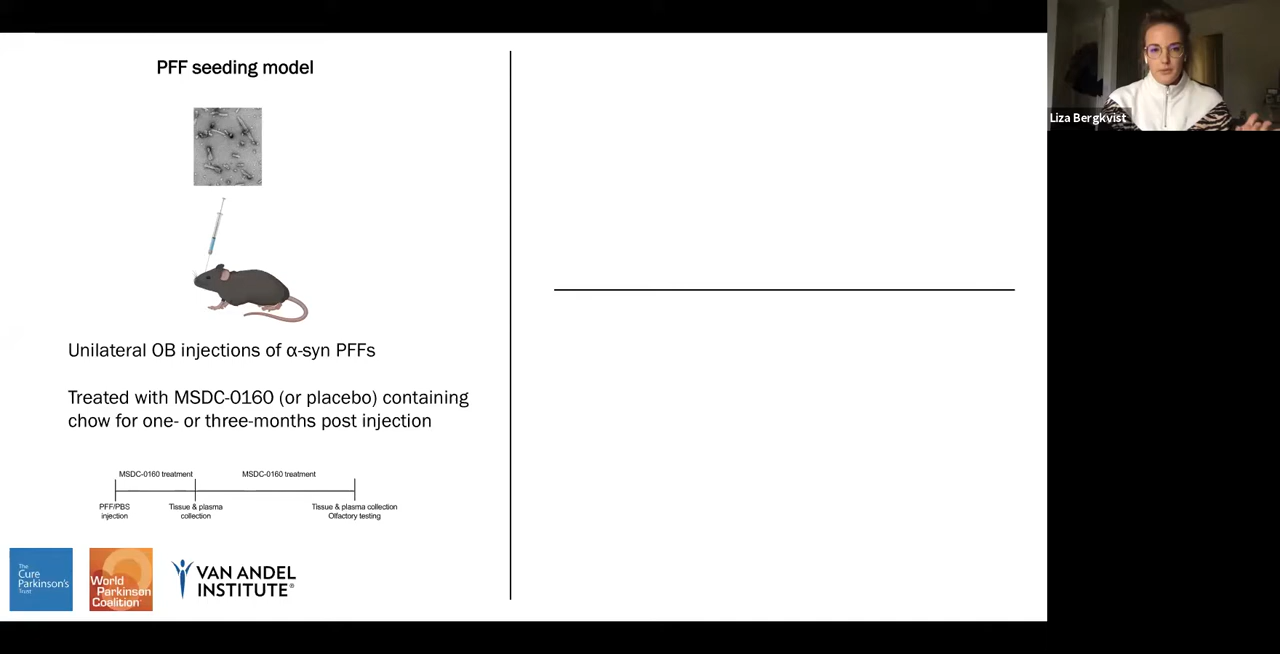 PFF seeding model
Unilateral OB injections of α-syn PFFs
Treated with MSDC-0160 (or placebo) containing
chow for one- or three-months post injection
MSDC-0160 treatment
MSDC-0160 treatment
PFF/PBS
injection
Tissue & plasma
collection
Tissue & plasma collection
Olfactory testing
The
Cure
Parkinson's
Trust
World
Parkinson
Coalition
VAN ANDEL
INSTITUTE®
Liza Bergkvist